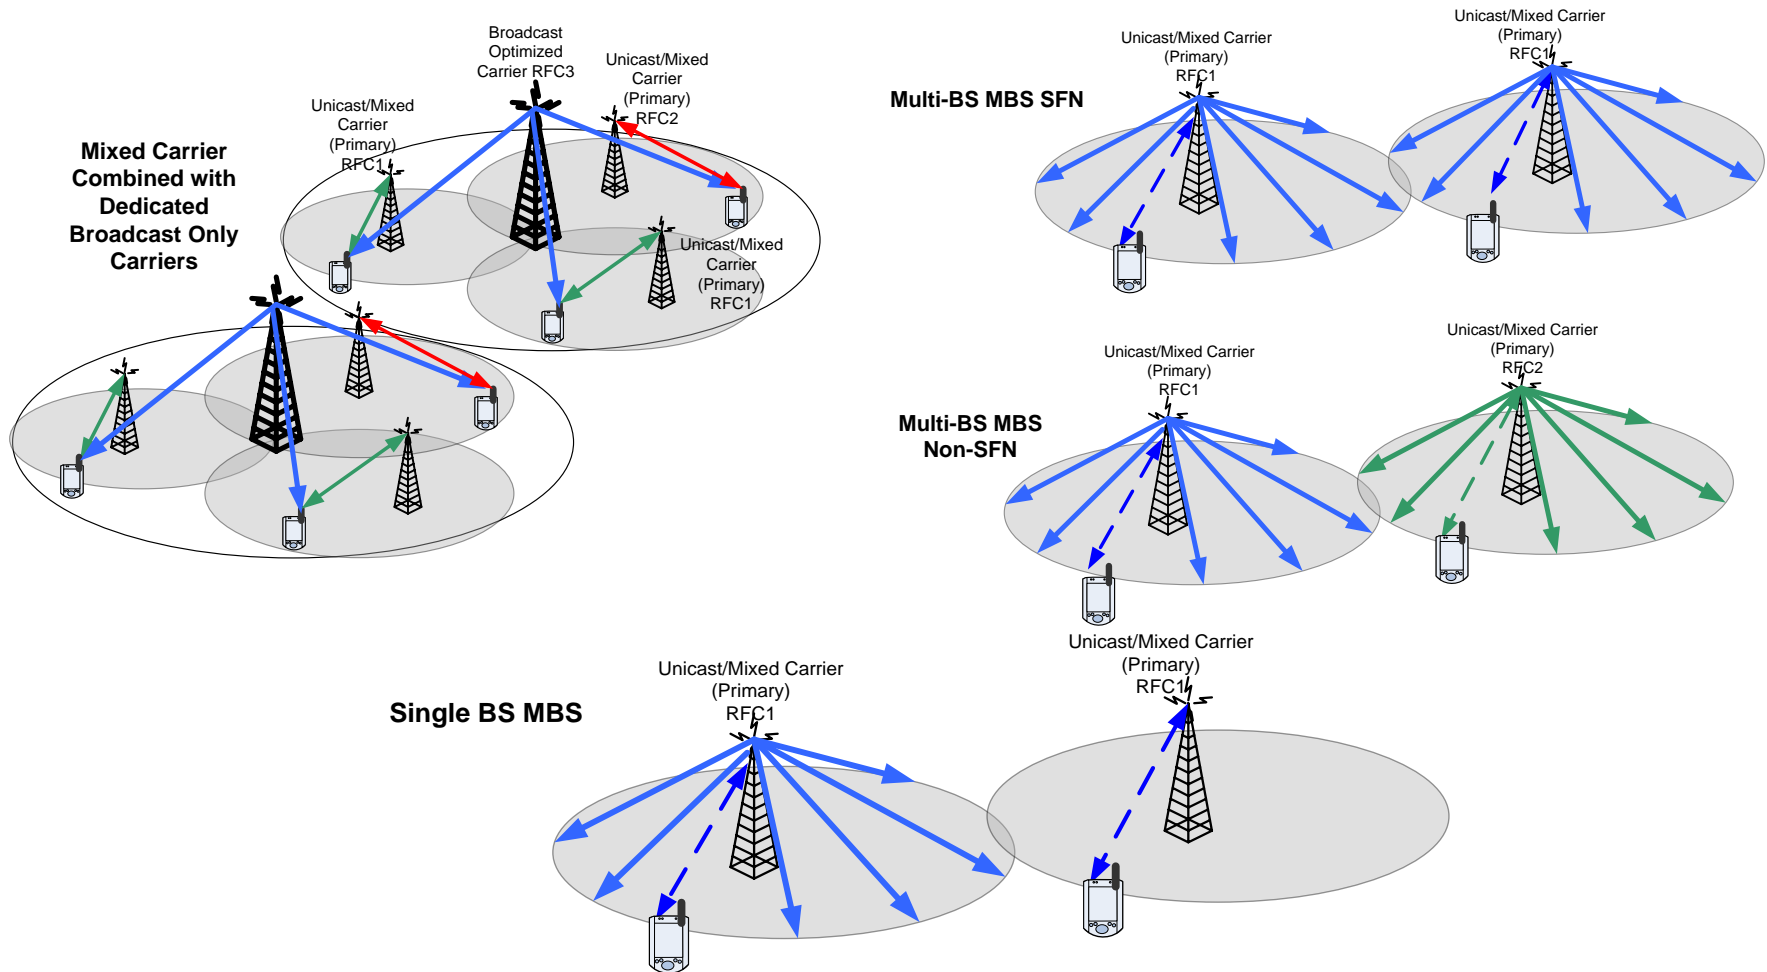 Mixed Carrier
Combined with
Dedicated
Broadcast Only
Carriers
Unicast/Mixed
Carrier
(Primary)
RFC1
Broadcast
Optimized
Carrier RFC3
Unicast/Mixed
Carrier
(Primary)
RFC2
Unicast/Mixed
Carrier
(Primary)
RFC1
Multi-BS MBS SFN
Unicast/Mixed Carrier
(Primary)
RFC1
Unicast/Mixed Carrier
(Primary)
RFC1
Multi-BS MBS
Non-SFN
Unicast/Mixed Carrier
(Primary)
RFC1
Unicast/Mixed Carrier
(Primary)
RFC2
Single BS MBS
Unicast/Mixed Carrier
(Primary)
RFC1
Unicast/Mixed Carrier
(Primary)
RFC1